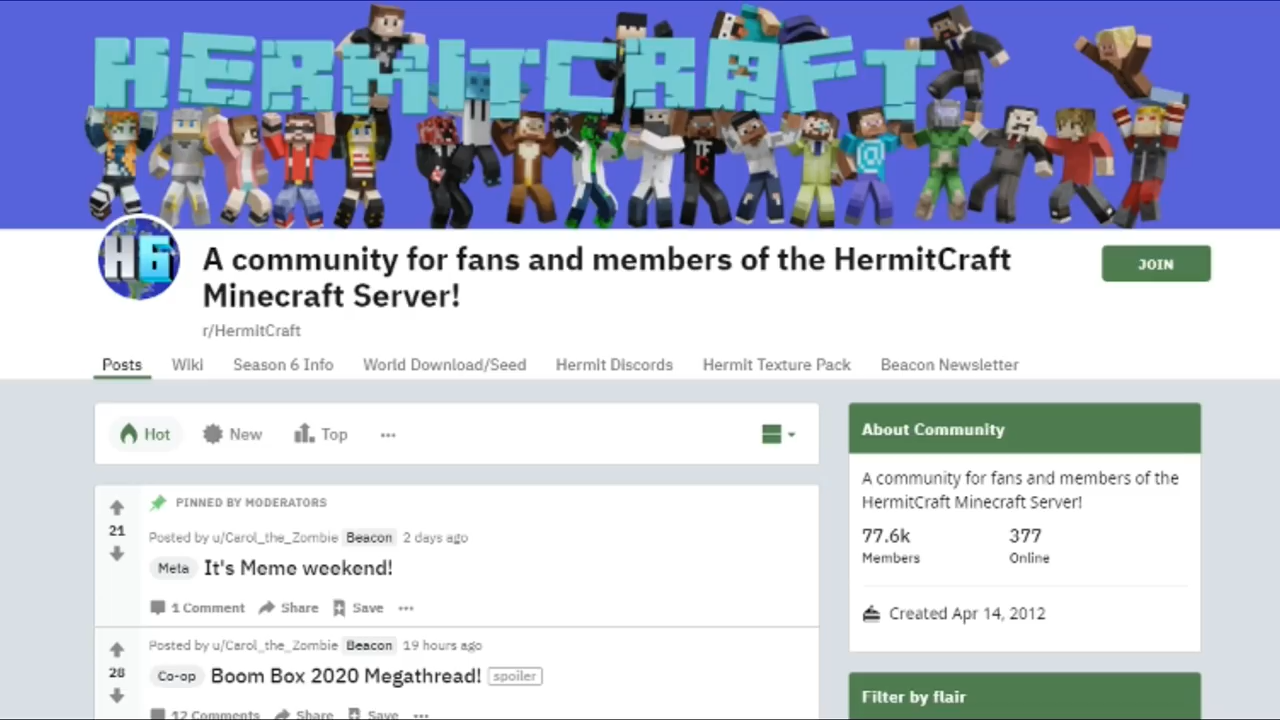 HERMITCRAFT
H6
A community for fans and members of the HermitCraft
Minecraft Server!
JOIN
r/HermitCraft
Posts Wiki Season 6 Info World Download/Seed Hermit Discords Hermit Texture Pack Beacon Newsletter
Hot New Top ...
PINNED BY MODERATORS
21
Posted by u/Carol_the_Zombie Beacon 2 days ago
Meta It's Meme weekend!
1 Comment Share Save ...
Posted by u/Carol_the_Zombie Beacon 19 hours ago
28
Co-op Boom Box 2020 Megathread! spoiler
12 Comments Share Save ...
About Community
A community for fans and members of the
HermitCraft Minecraft Server!
77.6k 377
Members Online
Created Apr 14, 2012
Filter by flair